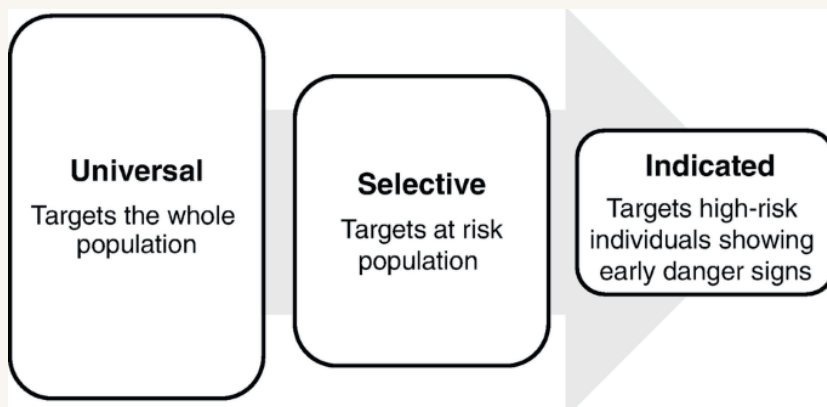 Universal
Targets the whole
population
Selective
Targets at risk
population
Indicated
Targets high-risk
individuals showing
early danger signs